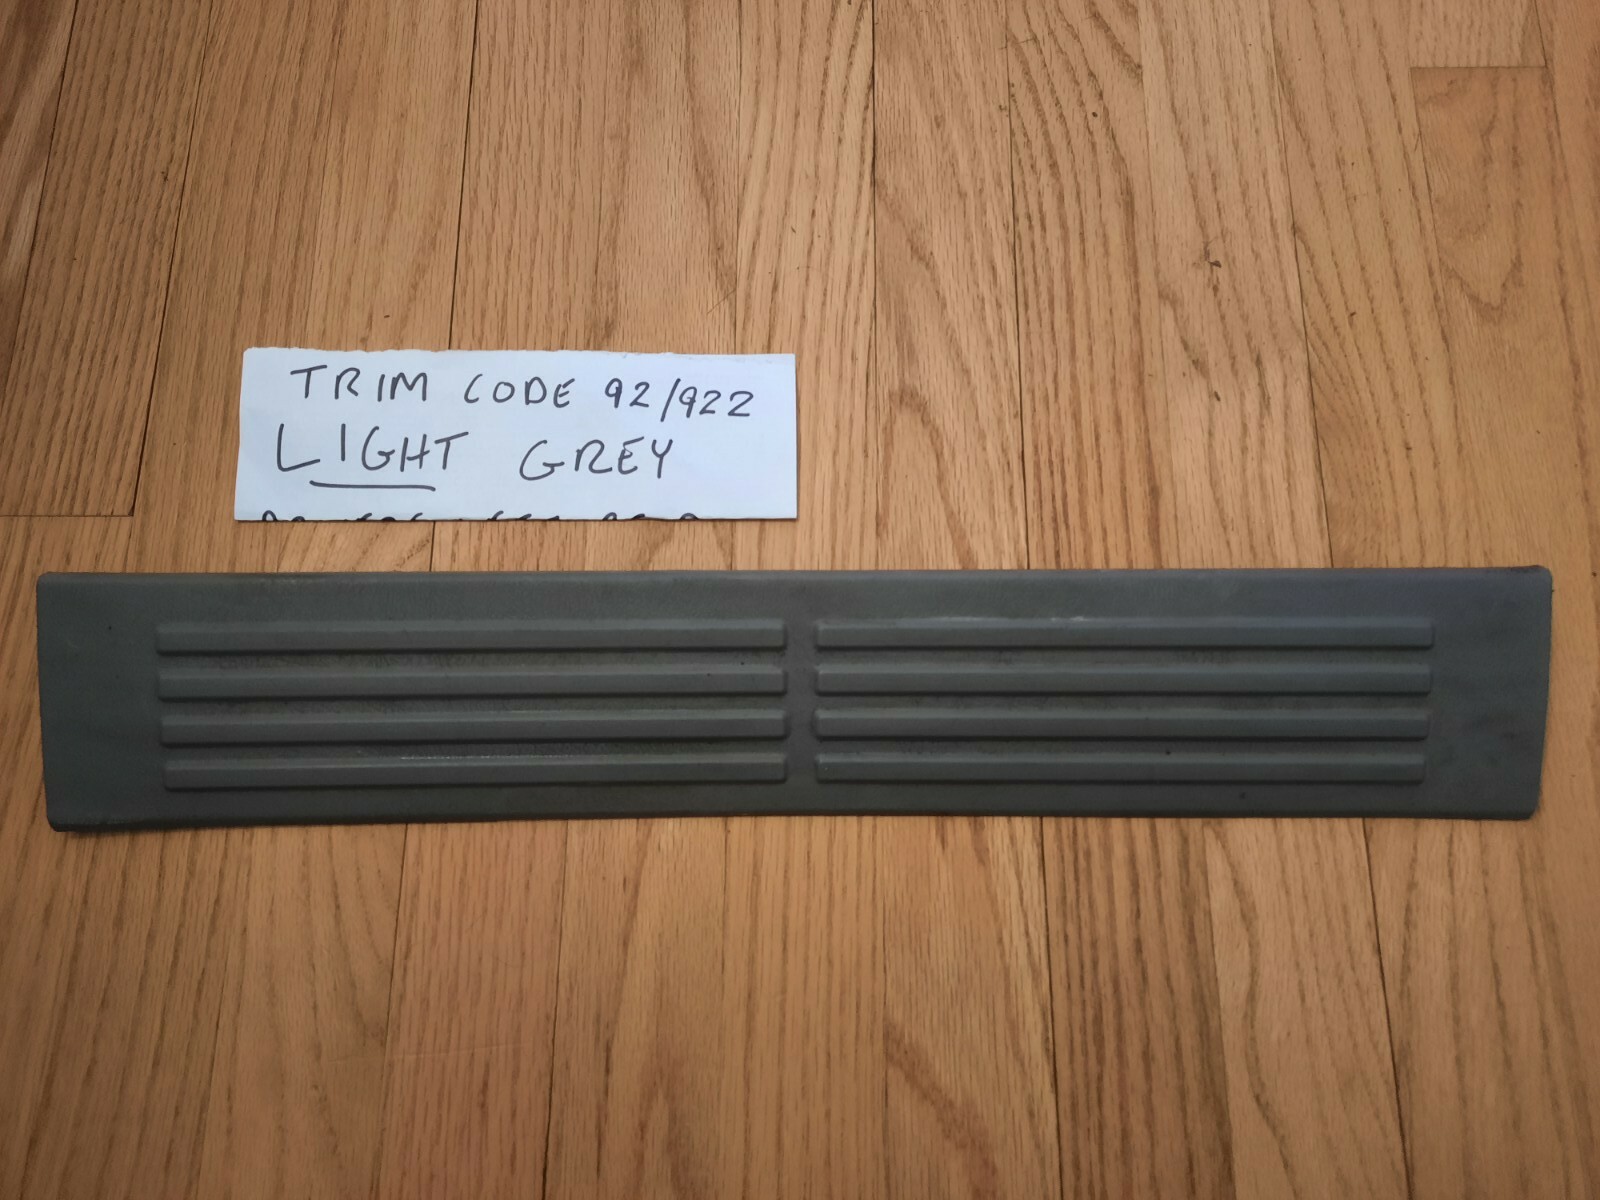 TRIM CODE 92/922
LIGHT GREY